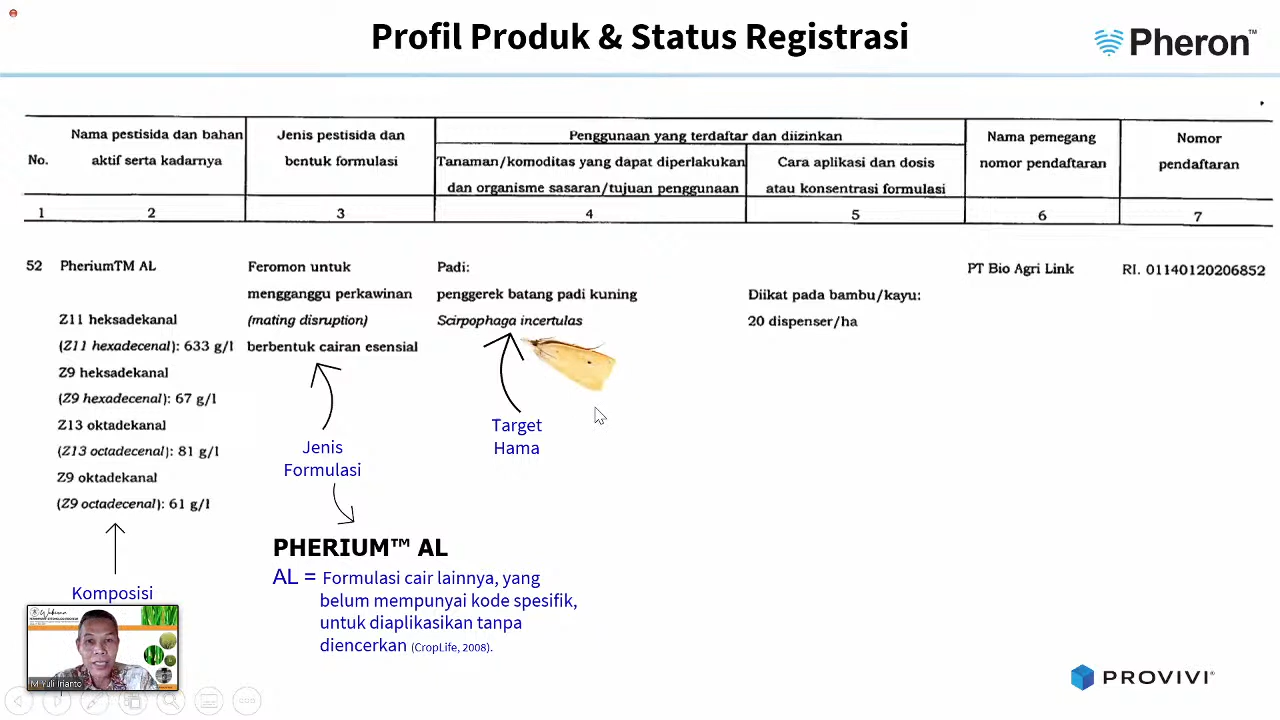 Profil Produk & Status Registrasi
Pheron™
No.
Nama pestisida dan bahan
aktif serta kadarnya
Jenis pestisida dan
bentuk formulasi
Penggunaan yang terdaftar dan diizinkan
Tanaman/komoditas yang dapat diperlakukan
dan organisme sasaran/tujuan penggunaan
Cara aplikasi dan dosis
atau konsentrasi formulasi
Nama pemegang
nomor pendaftaran
Nomor
pendaftaran
1 2 3 4 5 6 7
52 PheriumTM AL
Z11 heksadekanal
(Z11 hexadecenal): 633 g/l
Z9 heksadekanal
(Z9 hexadecenal): 67 g/l
Z13 oktadekanal
(Z13 octadecenal): 81 g/l
Z9 oktadekanal
(Z9 octadecenal): 61 g/l
Feromon untuk
mengganggu perkawinan
(mating disruption)
berbentuk cairan esensial
Padi:
penggerek batang padi kuning
Scirpophaga incertulas
Diikat pada bambu/kayu:
20 dispenser/ha
PT Bio Agri Link
RI. 01140120206852
Target
Hama
Jenis
Formulasi
Komposisi
PHERIUM™ AL
AL = Formulasi cair lainnya, yang
belum mempunyai kode spesifik,
untuk diaplikasikan tanpa
diencerkan (CropLife, 2008).
M Yuli Irianto
PROVIVI®